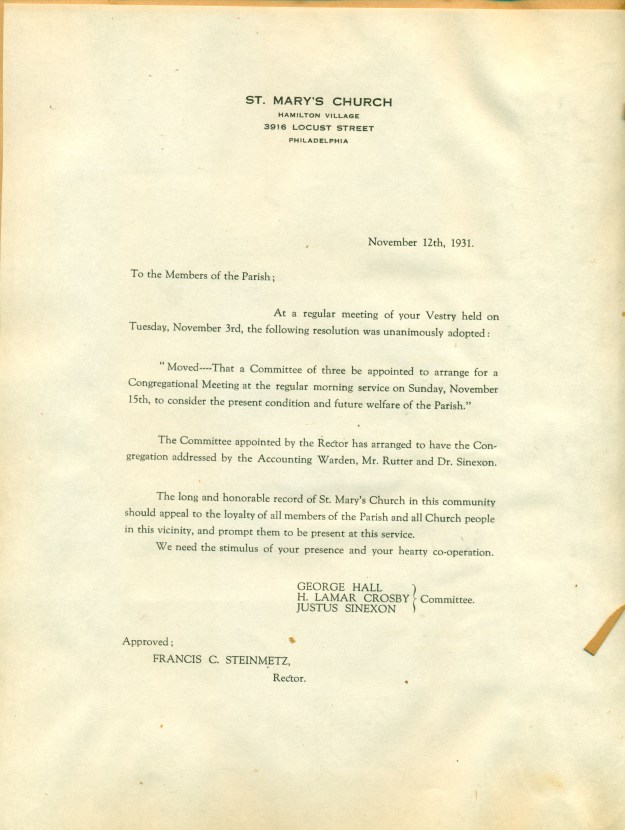 ST. MARY'S CHURCH
HAMILTON VILLAGE
3916 LOCUST STREET
PHILADELPHIA
November 12th, 1931.
To the Members of the Parish;
At a regular meeting of your Vestry held on
Tuesday, November 3rd, the following resolution was unanimously adopted:
"Moved----That a Committee of three be appointed to arrange for a
Congregational Meeting at the regular morning service on Sunday, November
15th, to consider the present condition and future welfare of the Parish."
The Committee appointed by the Rector has arranged to have the Con-
gregation addressed by the Accounting Warden, Mr. Rutter and Dr. Sinexon.
The long and honorable record of St. Mary's Church in this community
should appeal to the loyalty of all members of the Parish and all Church people
in this vicinity, and prompt them to be present at this service.
We need the stimulus of your presence and your hearty co-operation.
GEORGE HALL
H. LAMAR CROSBY } Committee.
JUSTUS SINEXON
Approved;
FRANCIS C. STEINMETZ,
Rector.